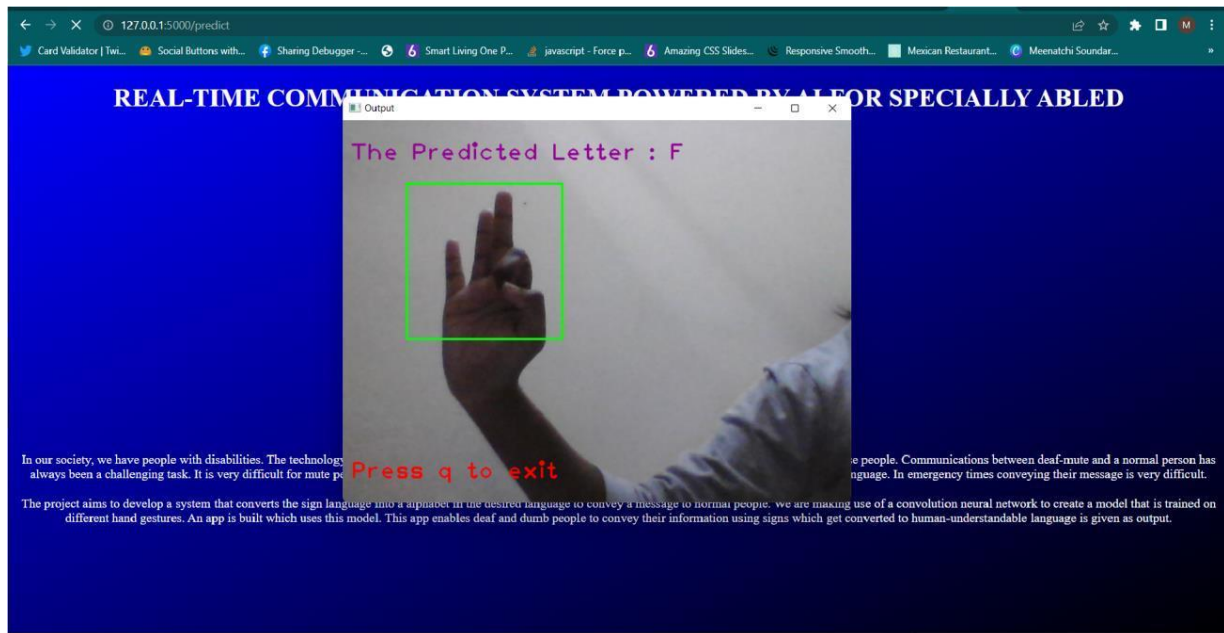 127.0.0.1:5000/predict
M
Card Validator | Twi... Social Buttons with... Sharing Debugger -... Smart Living One P... javascript - Force p... Amazing CSS Slides... Responsive Smooth... Mexican Restaurant... Meenatchi Soundar... »
REAL-TIME COMMUNICATION SYSTEM POWERED BY AI FOR SPECIALLY ABLED
Output
The Predicted Letter : F
Press q to exit
In our society, we have people with disabilities. The technology se people. Communications between deaf-mute and a normal person has
always been a challenging task. It is very difficult for mute pe nguage. In emergency times conveying their message is very difficult.
The project aims to develop a system that converts the sign language into a alphabet in the desired language to convey a message to normal people. We are making use of a convolution neural network to create a model that is trained on
different hand gestures. An app is built which uses this model. This app enables deaf and dumb people to convey their information using signs which get converted to human-understandable language is given as output.